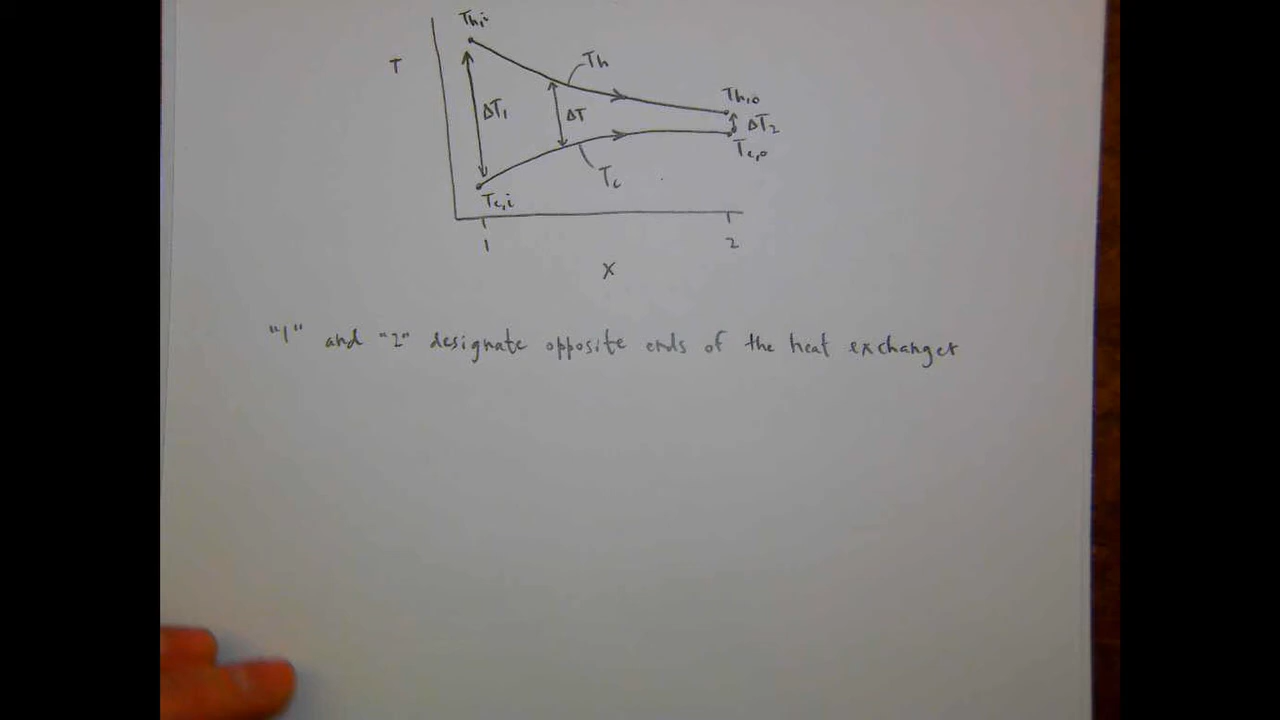 Th,i
T
Th
Th,o
ΔT1
ΔT
ΔT2
Tc,o
Tc
Tc,i
1
2
X
"1" and "2" designate opposite ends of the heat exchanger